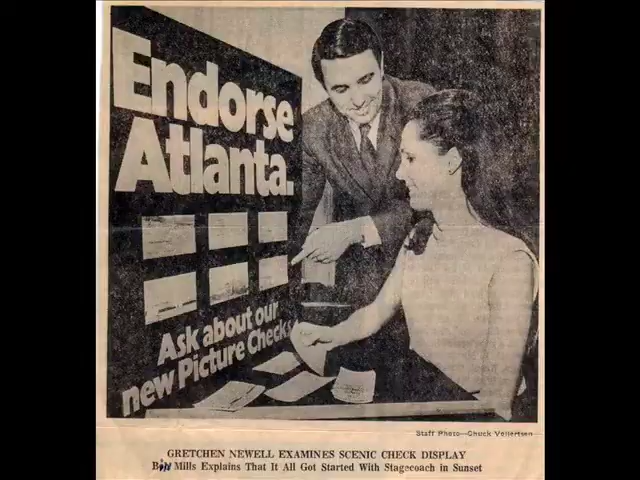 Endorse
Atlanta.
Ask about our
new Picture Checks
Staff Photo—Chuck Vollertsen
GRETCHEN NEWELL EXAMINES SCENIC CHECK DISPLAY
Bill Mills Explains That It All Got Started With Stagecoach in Sunset